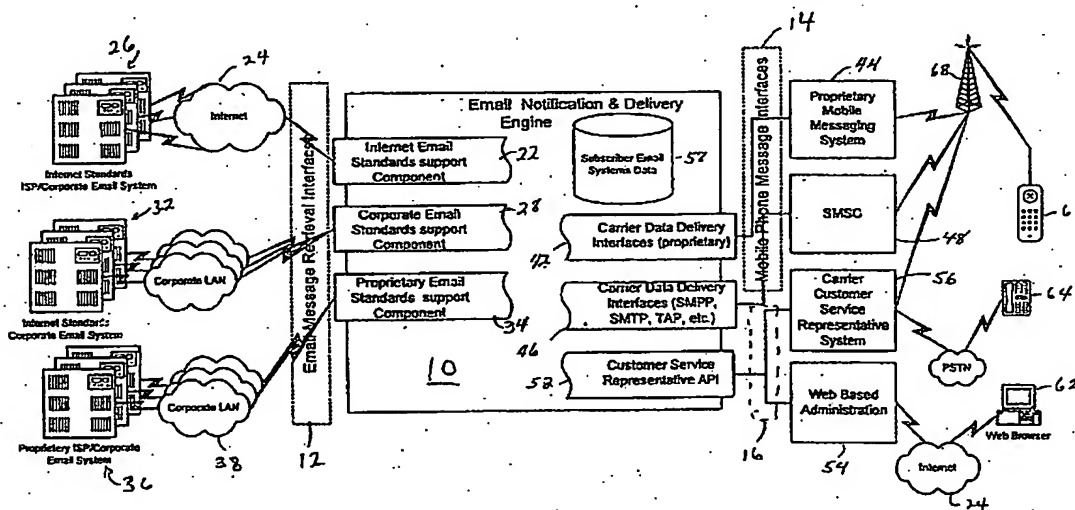 26
24
Internet
Internet Standards
ISP/Corporate Email System
32
Corporate LAN
Internet Standards
Corporate Email System
Corporate LAN
Proprietary ISP/Corporate
Email System
36
38
Email Message Retrieval Interfaces
12
Email Notification & Delivery
Engine
Internet Email
Standards support
Component
22
Subscriber Email
Systems Data
Corporate Email
Standards support
Component
28
Carrier Data Delivery
Interfaces (proprietary)
42
Proprietary Email
Standards support
Component
34
Carrier Data Delivery
Interfaces (SMPP,
SMTP, TAP, etc.)
46
10
Customer Service
Representative API
52
14
Mobile Phone Message Interfaces
16
44
Proprietary
Mobile
Messaging
System
SMSC
48
56
Carrier
Customer
Service
Representative
System
Web Based
Administration
54
68
6
64
PSTN
62
Web Browser
Internet
24